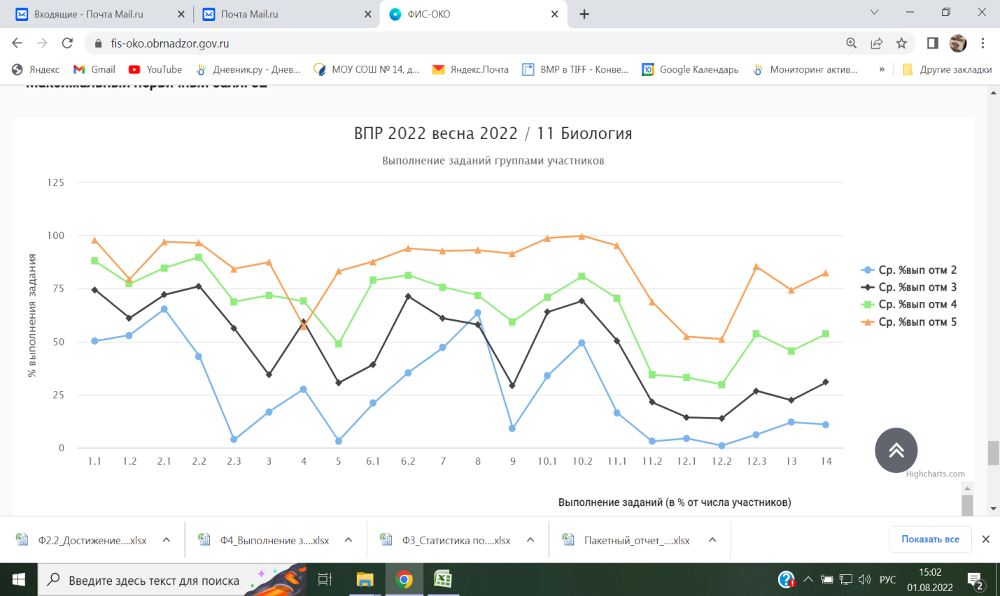 Входящие - Почта Mail.ru
Почта Mail.ru
ФИС-ОКО
fis-oko.obrnadzor.gov.ru
Яндекс
Gmail
YouTube
Дневник.ру - Днев...
МОУ СОШ № 14, д...
Яндекс.Почта
BMP в TIFF - Конве...
Google Календарь
Мониторинг актив...
»
Другие закладки
ВПР 2022 весна 2022 / 11 Биология
Выполнение заданий группами участников
% выполнения задания
125
100
75
50
25
0
1.1 1.2 2.1 2.2 2.3 3 4 5 6.1 6.2 7 8 9 10.1 10.2 11.1 11.2 12.1 12.2 12.3 13 14
Ср. %вып отм 2
Ср. %вып отм 3
Ср. %вып отм 4
Ср. %вып отм 5
Highcharts.com
Выполнение заданий (в % от числа участников)
Ф2.2_Достижение....xlsx
Ф4_Выполнение з....xlsx
Ф3_Статистика по....xlsx
Пакетный_отчет_....xlsx
Показать все
Введите здесь текст для поиска
РУС
15:02
01.08.2022
2